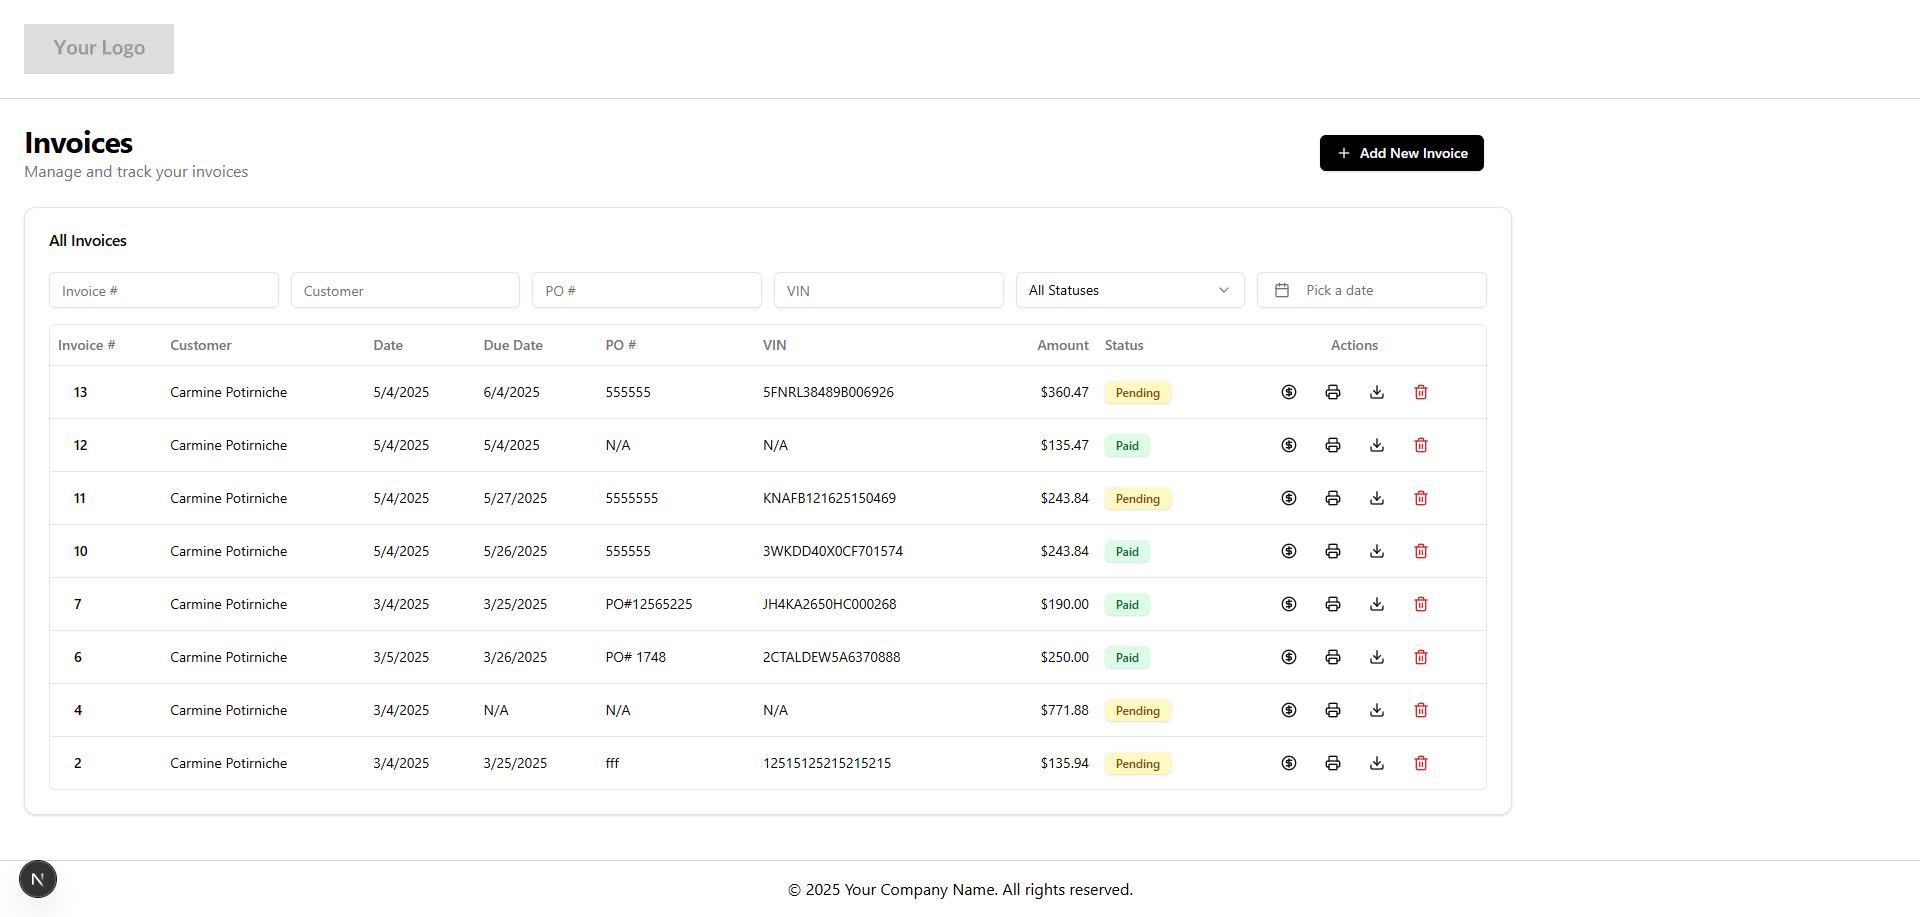 Your Logo
Invoices
Manage and track your invoices
Add New Invoice
All Invoices
Invoice # Customer PO # VIN All Statuses Pick a date
Invoice # Customer Date Due Date PO # VIN Amount Status Actions
13 Carmine Potirniche 5/4/2025 6/4/2025 555555 5FNRL38489B006926 $360.47 Pending
12 Carmine Potirniche 5/4/2025 5/4/2025 N/A N/A $135.47 Paid
11 Carmine Potirniche 5/4/2025 5/27/2025 5555555 KNAFB121625150469 $243.84 Pending
10 Carmine Potirniche 5/4/2025 5/26/2025 555555 3WKDD40X0CF701574 $243.84 Paid
7 Carmine Potirniche 3/4/2025 3/25/2025 PO#12565225 JH4KA2650HC000268 $190.00 Paid
6 Carmine Potirniche 3/5/2025 3/26/2025 PO# 1748 2CTALDEW5A6370888 $250.00 Paid
4 Carmine Potirniche 3/4/2025 N/A N/A N/A $771.88 Pending
2 Carmine Potirniche 3/4/2025 3/25/2025 fff 12515125215215215 $135.94 Pending
N
© 2025 Your Company Name. All rights reserved.